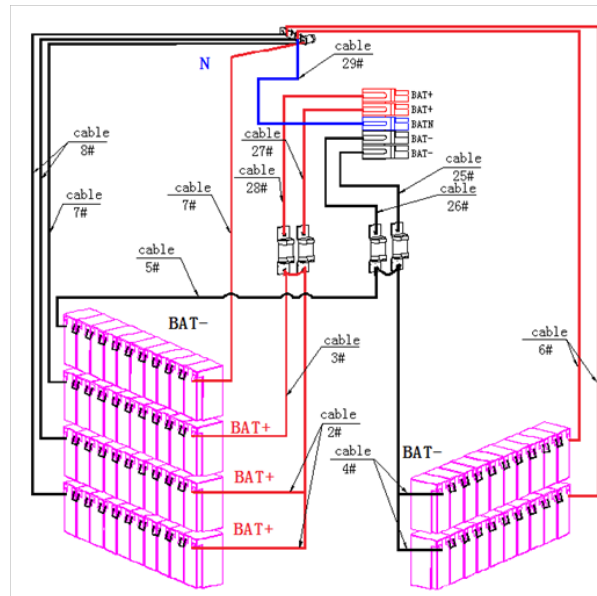 N
cable
29#
BAT+
BAT+
BATN
BAT-
BAT-
cable
8#
cable
27#
cable
28#
cable
25#
cable
26#
cable
7#
cable
7#
cable
5#
BAT-
cable
3#
cable
6#
BAT+
cable
2#
BAT-
cable
4#
BAT+
BAT+